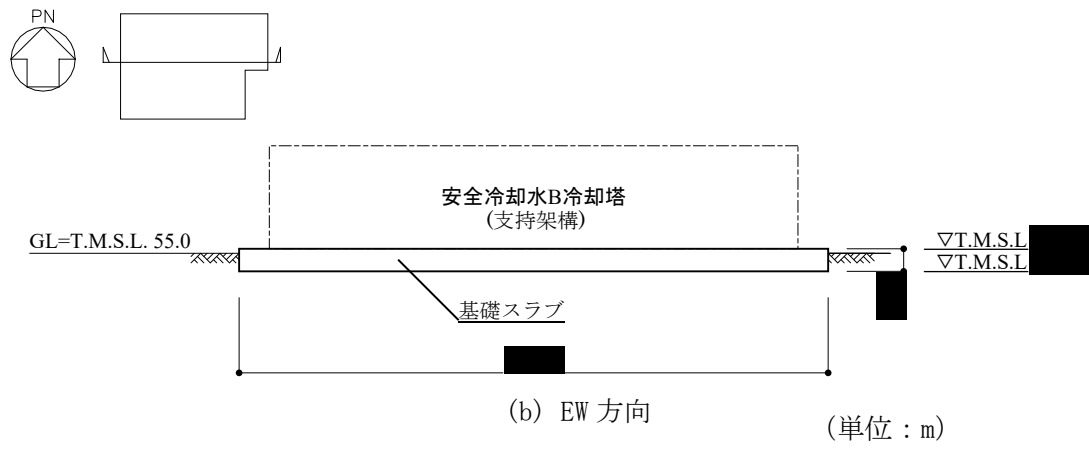 PN
安全冷却水B冷却塔
(支持架構)
GL=T.M.S.L. 55.0
▽T.M.S.L
▽T.M.S.L
基礎スラブ
(b) EW 方向
(単位：m)